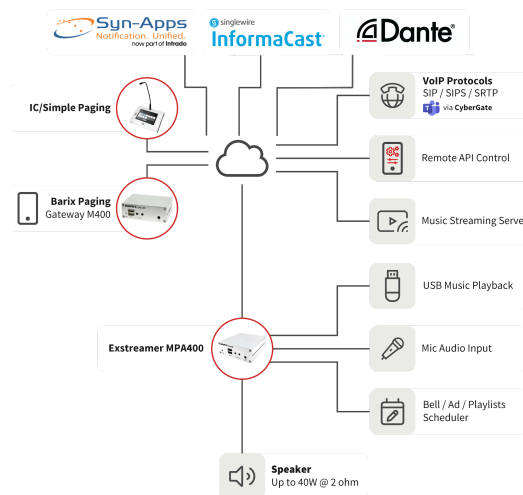 Syn-Apps
Notification. Unified.
now part of Intrado
singlewire
InformaCast
Dante
VoIP Protocols
SIP / SIPS / SRTP
via CyberGate
IC/Simple Paging
Remote API Control
Barix Paging
Gateway M400
Music Streaming Serve
USB Music Playback
Exstreamer MPA400
Mic Audio Input
Bell / Ad / Playlists
Scheduler
Speaker
Up to 40W @ 2 ohm